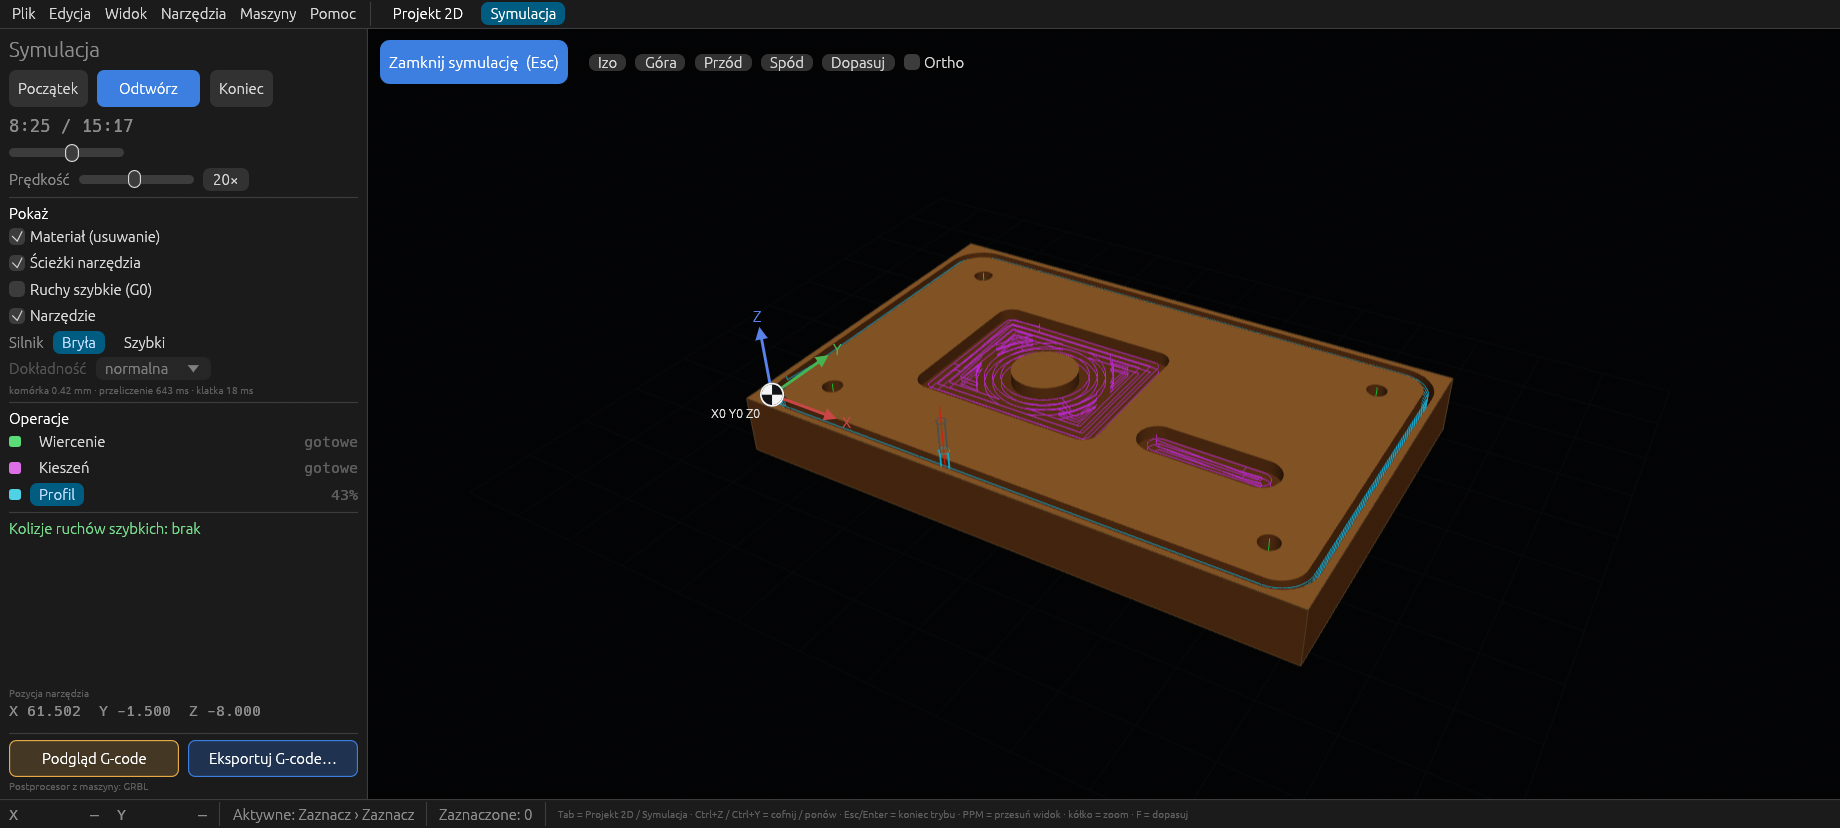 Plik Edycja Widok Narzędzia Maszyny Pomoc Projekt 2D Symulacja
Symulacja
Początek Odtwórz Koniec
8:25 / 15:17
Prędkość 20×
Pokaż
Materiał (usuwanie)
Ścieżki narzędzia
Ruchy szybkie (G0)
Narzędzie
Silnik Bryła Szybki
Dokładność normalna
komórka 0.42 mm · przeliczenie 643 ms · klatka 18 ms
Operacje
Wiercenie gotowe
Kieszeń gotowe
Profil 43%
Kolizje ruchów szybkich: brak
Pozycja narzędzia
X 61.502 Y -1.500 Z -8.000
Podgląd G-code Eksportuj G-code...
Postprocesor z maszyny: GRBL
Zamknij symulację (Esc) Izo Góra Przód Spód Dopasuj Ortho
Z
Y
X
X0 Y0 Z0
X – Y – Aktywne: Zaznacz › Zaznacz Zaznaczone: 0 Tab = Projekt 2D / Symulacja · Ctrl+Z / Ctrl+Y = cofnij / ponów · Esc/Enter = koniec trybu · PPM = przesuń widok · kółko = zoom · F = dopasuj